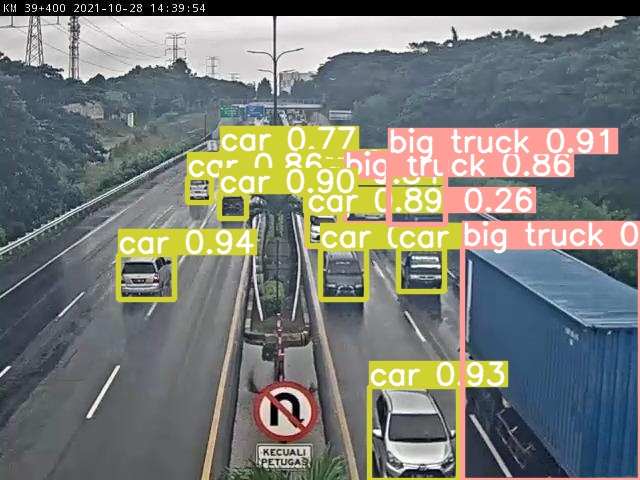 KM 39+400 2021-10-28 14:39:54
car 0.77
big truck 0.91
car 0.86
big truck 0.86
car 0.90
0.89
0.26
car 0.94
car
car
big truck 0
car 0.93
KECUALI
PETUGAS